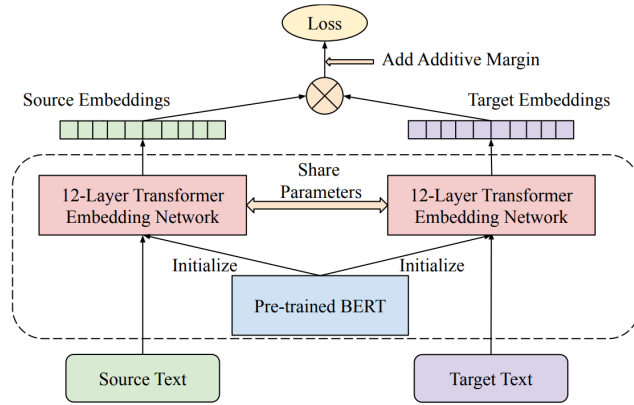 Loss
Add Additive Margin
Source Embeddings
Target Embeddings
12-Layer Transformer
Embedding Network
Share
Parameters
12-Layer Transformer
Embedding Network
Initialize
Initialize
Pre-trained BERT
Source Text
Target Text